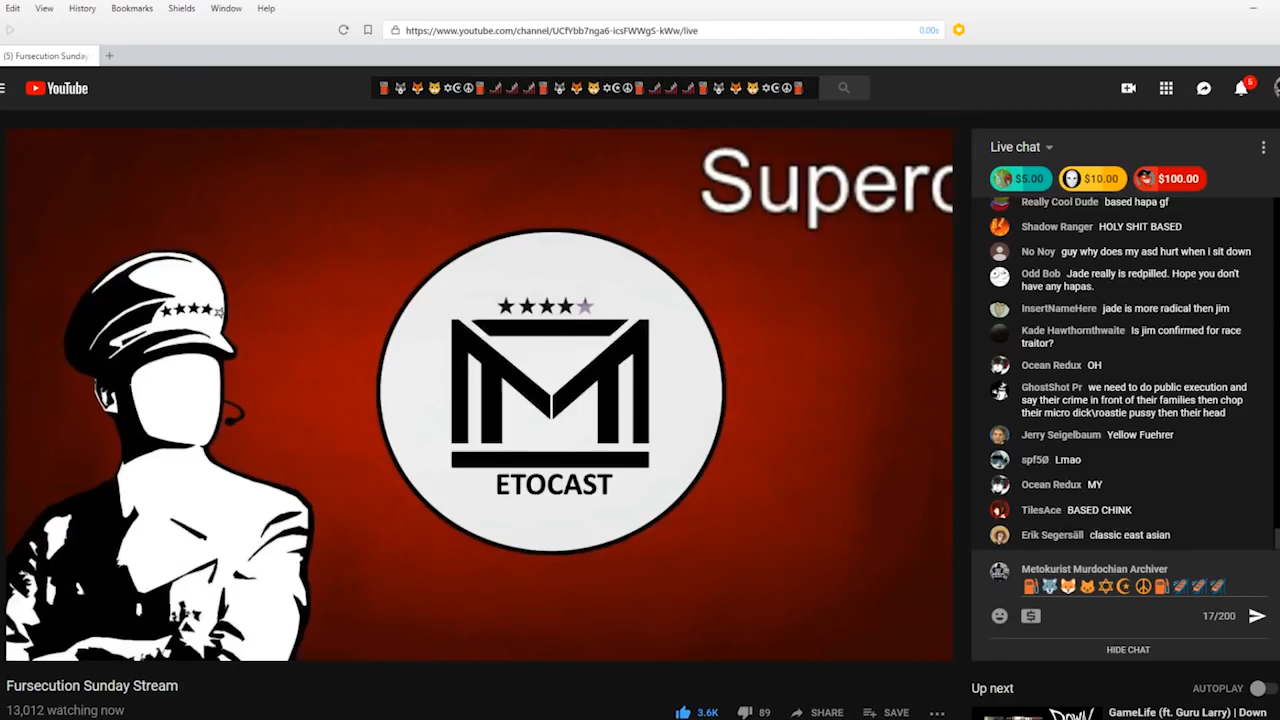 Edit View History Bookmarks Shields Window Help
https://www.youtube.com/channel/UCfYbb7nga6-icsFWWgS-kWw/live 0.00s
(5) Fursecution Sunday
YouTube
5
Superc
★★★★★
M
ETOCAST
Live chat
$5.00 $10.00 $100.00
Really Cool Dude based hapa gf
Shadow Ranger HOLY SHIT BASED
No Noy guy why does my asd hurt when i sit down
Odd Bob Jade really is redpilled. Hope you don't
have any hapas.
InsertNameHere jade is more radical then jim
Kade Hawthornthwaite Is jim confirmed for race
traitor?
Ocean Redux OH
GhostShot Pr we need to do public execution and
say their crime in front of their families then chop
their micro dick\roastie pussy then their head
Jerry Seigelbaum Yellow Fuehrer
spf5Ø Lmao
Ocean Redux MY
TilesAce BASED CHINK
Erik Segersäll classic east asian
Metokurist Murdochian Archiver
17/200
HIDE CHAT
Fursecution Sunday Stream
13,012 watching now
3.6K 89 SHARE SAVE
Up next AUTOPLAY
GameLife (ft. Guru Larry) | Down